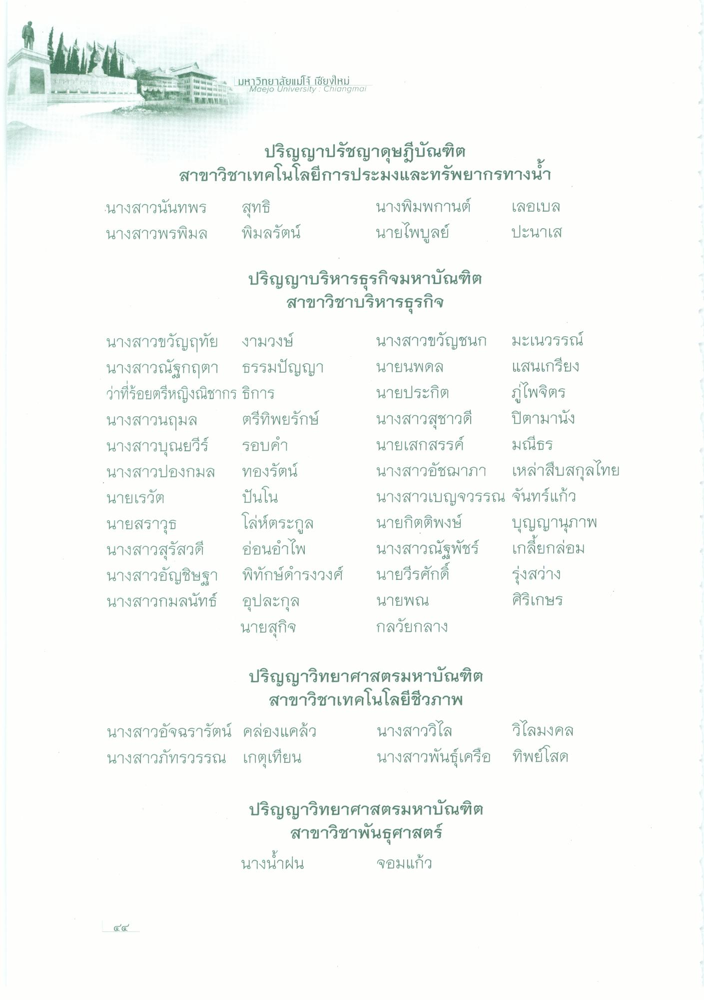 มหาวิทยาลัยแม่โจ้ เชียงใหม่
Maejo University : Chiangmai
ปริญญาปรัชญาดุษฎีบัณฑิต
สาขาวิชาเทคโนโลยีการประมงและทรัพยากรทางน้ำ
นางสาวนันทพร สุทธิ นางพิมพกานต์ เลอเบล
นางสาวพรพิมล พิมลรัตน์ นายไพบูลย์ ปะนาเส
ปริญญาบริหารธุรกิจมหาบัณฑิต
สาขาวิชาบริหารธุรกิจ
นางสาวขวัญฤทัย งามวงษ์ นางสาวขวัญชนก มะเนวรรณ์
นางสาวณัฐกฤตา ธรรมปัญญา นายนพดล แสนเกรียง
ว่าที่ร้อยตรีหญิงณิชากร ธิการ นายประกิต ภู่ไพจิตร
นางสาวนฤมล ตรีทิพยรักษ์ นางสาวสุชาวดี ปิตามานัง
นางสาวบุณยวีร์ รอบคำ นายเสกสรรค์ มณีธร
นางสาวปองกมล ทองรัตน์ นางสาวอัชฌาภา เหล่าสืบสกุลไทย
นายเรวัต ปันโน นางสาวเบญจวรรณ จันทร์แก้ว
นายสราวุธ โล่ห์ตระกูล นายกิตติพงษ์ บุญญานุภาพ
นางสาวสุรัสวดี อ่อนอำไพ นางสาวณัฐพัชร์ เกลี้ยกล่อม
นางสาวอัญชิษฐา พิทักษ์ดำรงวงศ์ นายวีรศักดิ์ รุ่งสว่าง
นางสาวกมลนัทธ์ อุปละกุล นายพณ ศิริเกษร
นายสุกิจ กลวัยกลาง
ปริญญาวิทยาศาสตรมหาบัณฑิต
สาขาวิชาเทคโนโลยีชีวภาพ
นางสาวอัจฉรารัตน์ คล่องแคล้ว นางสาววิไล วิไลมงคล
นางสาวภัทรวรรณ เกตุเทียน นางสาวพันธุ์เครือ ทิพย์โสด
ปริญญาวิทยาศาสตรมหาบัณฑิต
สาขาวิชาพันธุศาสตร์
นางน้ำฝน จอมแก้ว
๔๔